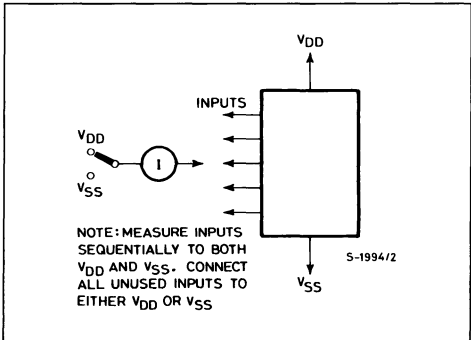 VDD
INPUTS
VDD
I
VSS
NOTE: MEASURE INPUTS
SEQUENTIALLY TO BOTH
VDD AND VSS. CONNECT
ALL UNUSED INPUTS TO
EITHER VDD OR VSS
S-1994/2
VSS